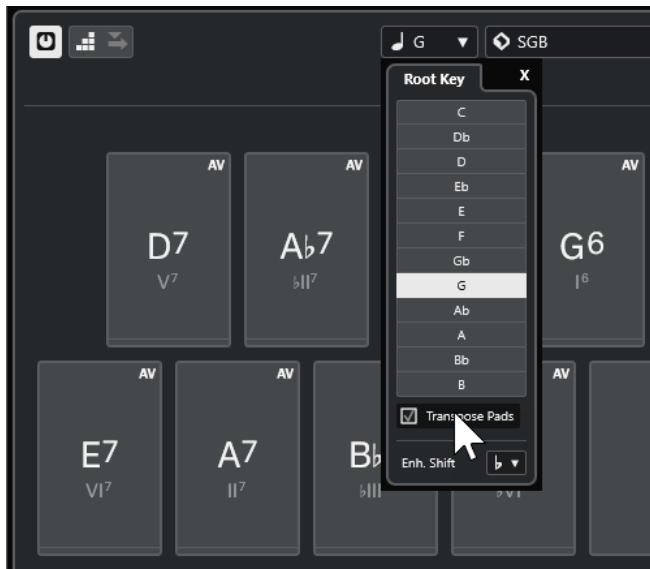 G
SGB
Root Key
X
C
Db
D
Eb
E
F
Gb
G
Ab
A
Bb
B
Transpose Pads
Enh. Shift
♭
AV
D7
V7
AV
A♭7
♭II7
AV
G6
I6
AV
E7
VI7
AV
A7
II7
B♭
♭III
AV
♭VI